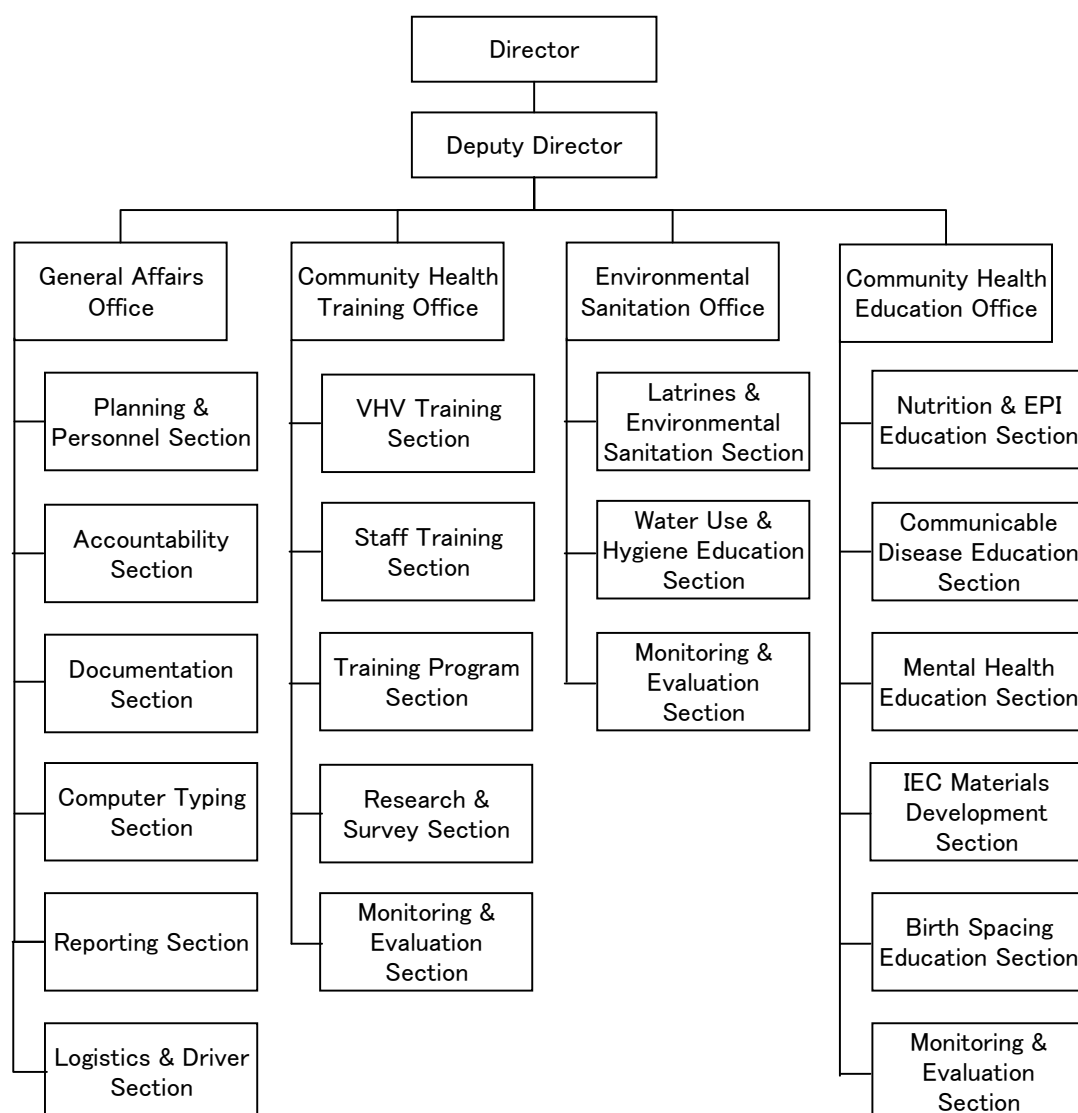 Director
Deputy Director
General Affairs
Office
Planning &
Personnel Section
Accountability
Section
Documentation
Section
Computer Typing
Section
Reporting Section
Logistics & Driver
Section
Community Health
Training Office
VHV Training
Section
Staff Training
Section
Training Program
Section
Research &
Survey Section
Monitoring &
Evaluation
Section
Environmental
Sanitation Office
Latrines &
Environmental
Sanitation Section
Water Use &
Hygiene Education
Section
Monitoring &
Evaluation
Section
Community Health
Education Office
Nutrition & EPI
Education Section
Communicable
Disease Education
Section
Mental Health
Education Section
IEC Materials
Development
Section
Birth Spacing
Education Section
Monitoring &
Evaluation
Section